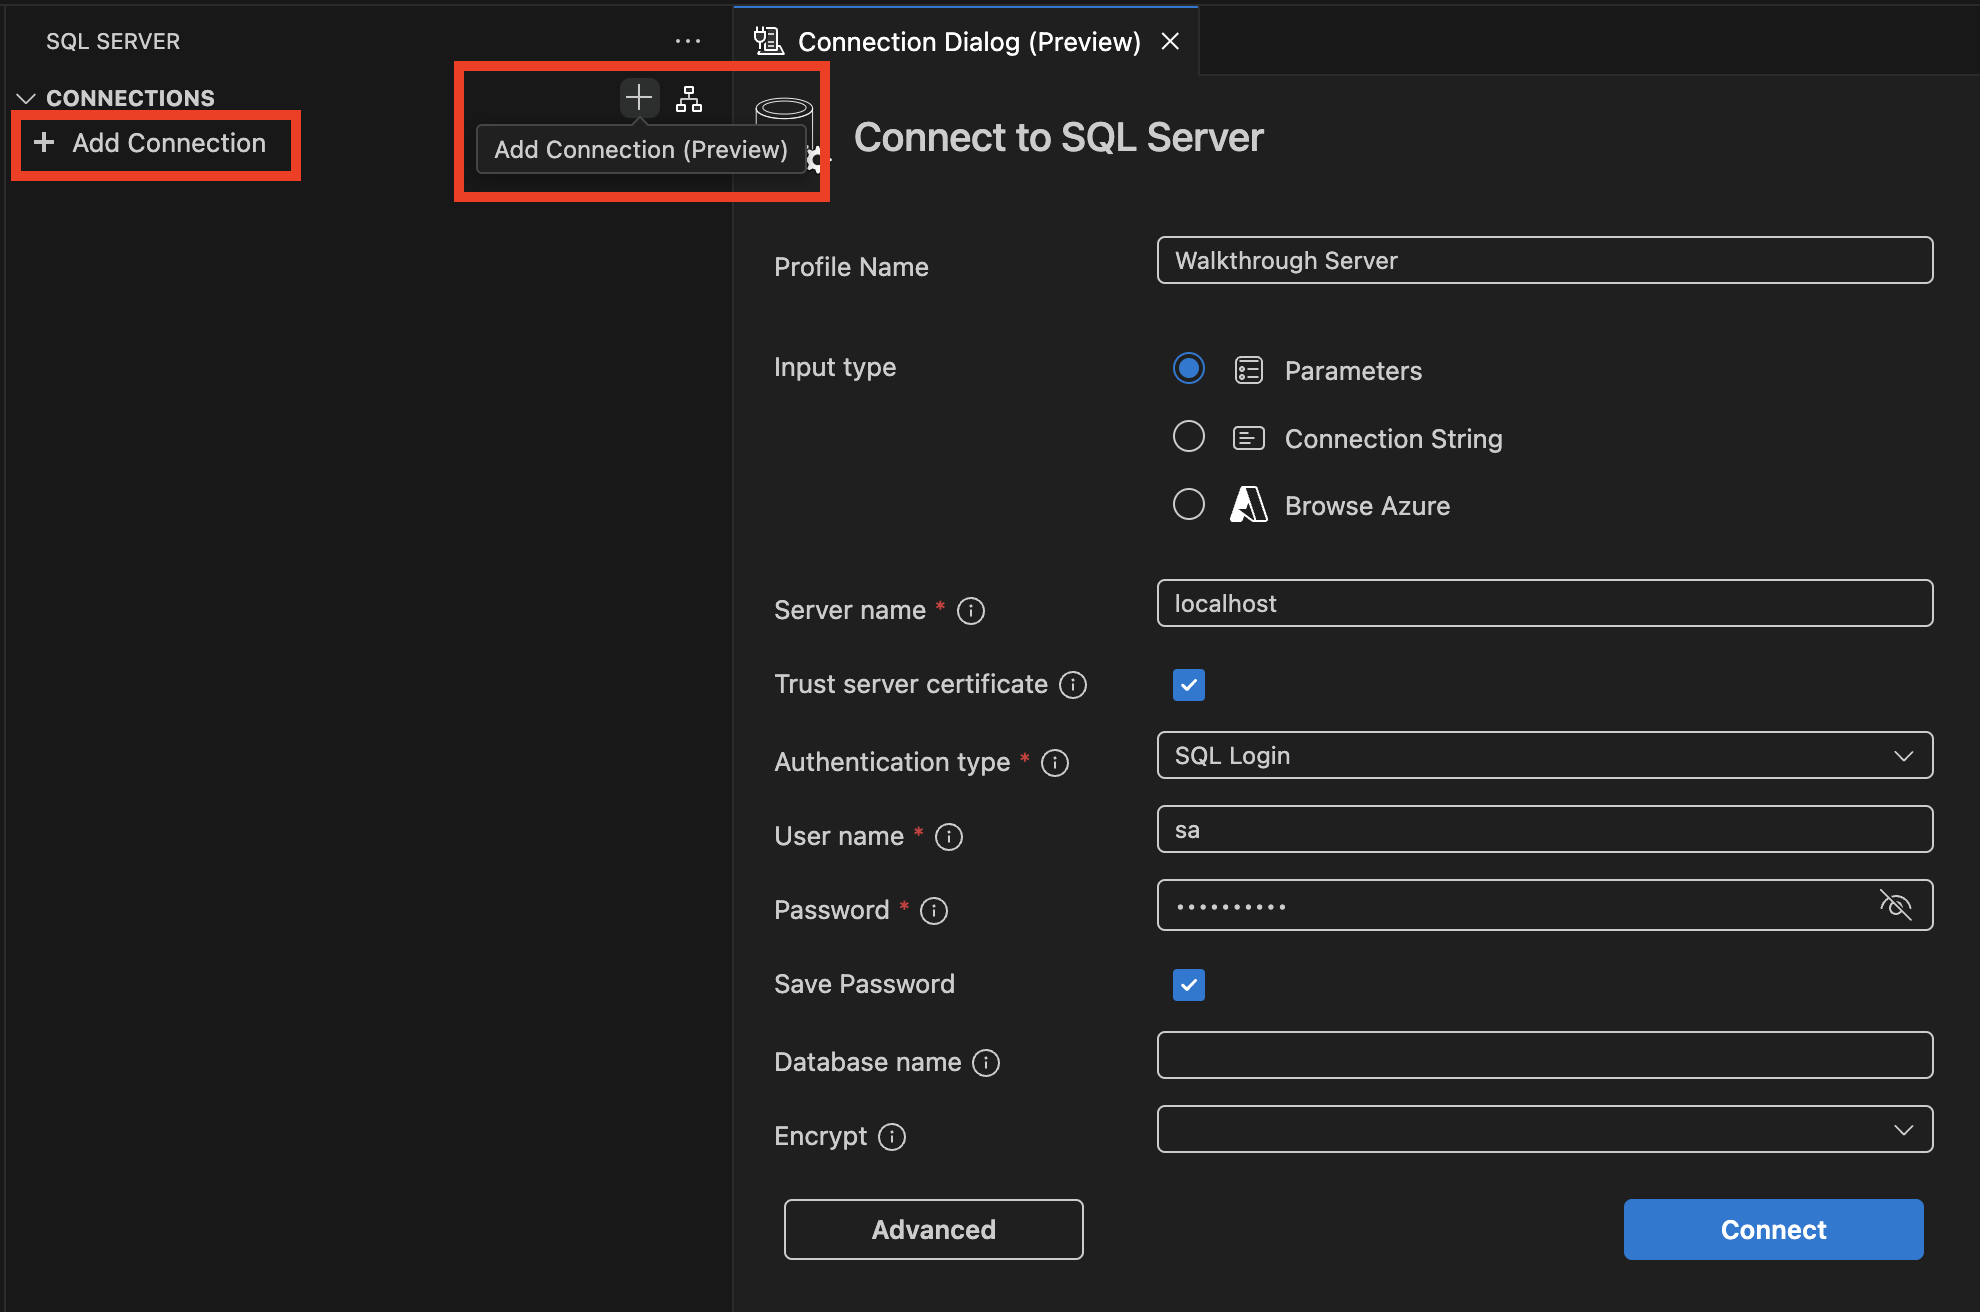 SQL SERVER
CONNECTIONS
Add Connection
Add Connection (Preview)
Connection Dialog (Preview)
Connect to SQL Server
Profile Name
Walkthrough Server
Input type
Parameters
Connection String
Browse Azure
Server name *
localhost
Trust server certificate
Authentication type *
SQL Login
User name *
sa
Password *
••••••••••
Save Password
Database name
Encrypt
Advanced
Connect